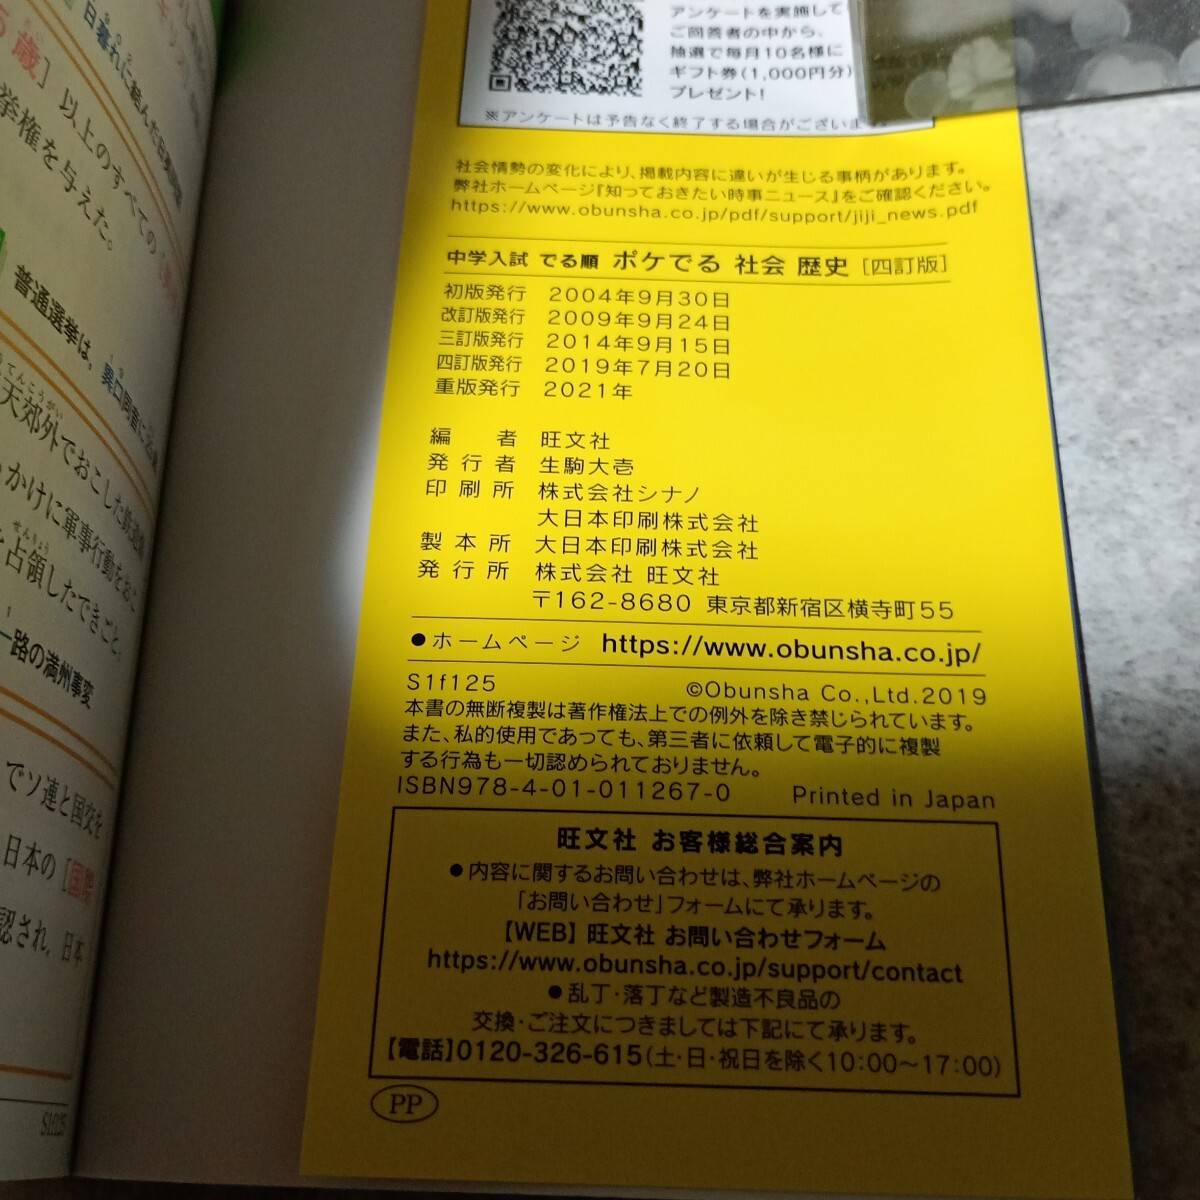 アンケートを実施して
ご回答者の中から、
抽選で毎月10名様に
ギフト券(1,000円分)
プレゼント!
※アンケートは予告なく終了する場合がございま
社会情勢の変化により、掲載内容に違いが生じる事柄があります。
弊社ホームページ『知っておきたい時事ニュース』をご確認ください。
https://www.obunsha.co.jp/pdf/support/jiji_news.pdf
中学入試 でる順 ポケでる 社会 歴史 [四訂版]
初版発行 2004年9月30日
改訂版発行 2009年9月24日
三訂版発行 2014年9月15日
四訂版発行 2019年7月20日
重版発行 2021年
編者 旺文社
発行者 生駒大壱
印刷所 株式会社シナノ
大日本印刷株式会社
製本所 大日本印刷株式会社
発行所 株式会社 旺文社
〒162-8680 東京都新宿区横寺町55
●ホームページ https://www.obunsha.co.jp/
S1f125 ©Obunsha Co.,Ltd.2019
本書の無断複製は著作権法上での例外を除き禁じられています。
また、私的使用であっても、第三者に依頼して電子的に複製
する行為も一切認められておりません。
ISBN978-4-01-011267-0 Printed in Japan
旺文社 お客様総合案内
●内容に関するお問い合わせは、弊社ホームページの
「お問い合わせ」フォームにて承ります。
【WEB】旺文社 お問い合わせフォーム
https://www.obunsha.co.jp/support/contact
●乱丁・落丁など製造不良品の
交換・ご注文につきましては下記にて承ります。
【電話】0120-326-615(土・日・祝日を除く10:00～17:00)
PP
日暮れに結んだ日英同盟
歳］以上のすべての
挙権を与えた。
普通選挙は、異口同音に
天郊外でおこした鉄道
っかけに軍事行動をおこ
占領したできごと。
一路の満州事変
でソ連と国交を
日本の［国際
認され，日本
S1f125